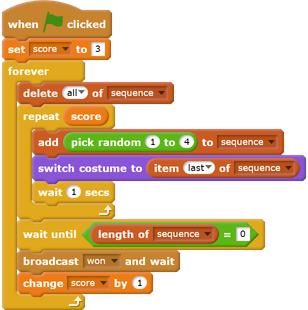 when clicked
set score to 3
forever
delete all of sequence
repeat score
add pick random 1 to 4 to sequence
switch costume to item last of sequence
wait 1 secs
wait until length of sequence = 0
broadcast won and wait
change score by 1